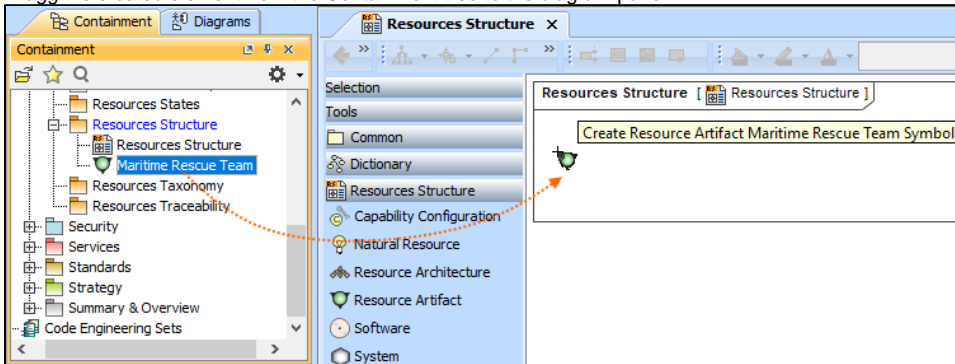 Containment
Diagrams
Containment
Resources States
Resources Structure
Resources Structure
Maritime Rescue Team
Resources Taxonomy
Resources Traceability
Security
Services
Standards
Strategy
Summary & Overview
Code Engineering Sets
Resources Structure
Selection
Tools
Common
Dictionary
Resources Structure
Capability Configuration
Natural Resource
Resource Architecture
Resource Artifact
Software
System
Resources Structure [ Resources Structure ]
Create Resource Artifact Maritime Rescue Team Symbol